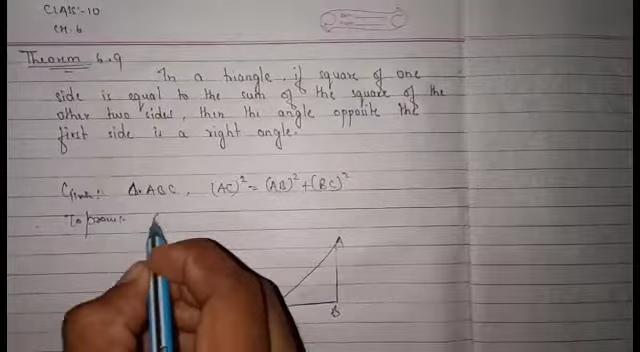 CLASS:-10
CH.6
Theorem 6.9
In a triangle, if square of one
side is equal to the sum of the square of the
other two sides, then the angle opposite the
first side is a right angle.
Given:- Δ ABC, (AC)² = (AB)² + (BC)²
To prove:-
A
B